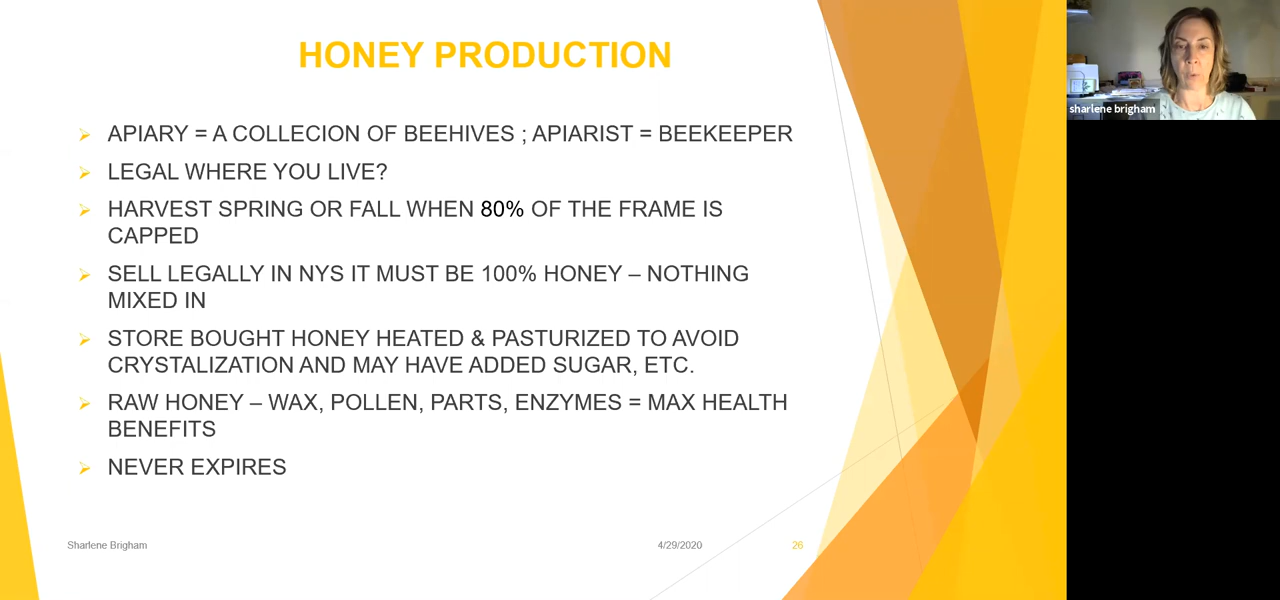 HONEY PRODUCTION
APIARY = A COLLECION OF BEEHIVES ; APIARIST = BEEKEEPER
LEGAL WHERE YOU LIVE?
HARVEST SPRING OR FALL WHEN 80% OF THE FRAME IS
CAPPED
SELL LEGALLY IN NYS IT MUST BE 100% HONEY – NOTHING
MIXED IN
STORE BOUGHT HONEY HEATED & PASTURIZED TO AVOID
CRYSTALIZATION AND MAY HAVE ADDED SUGAR, ETC.
RAW HONEY – WAX, POLLEN, PARTS, ENZYMES = MAX HEALTH
BENEFITS
NEVER EXPIRES
Sharlene Brigham 4/29/2020 26
sharlene brigham